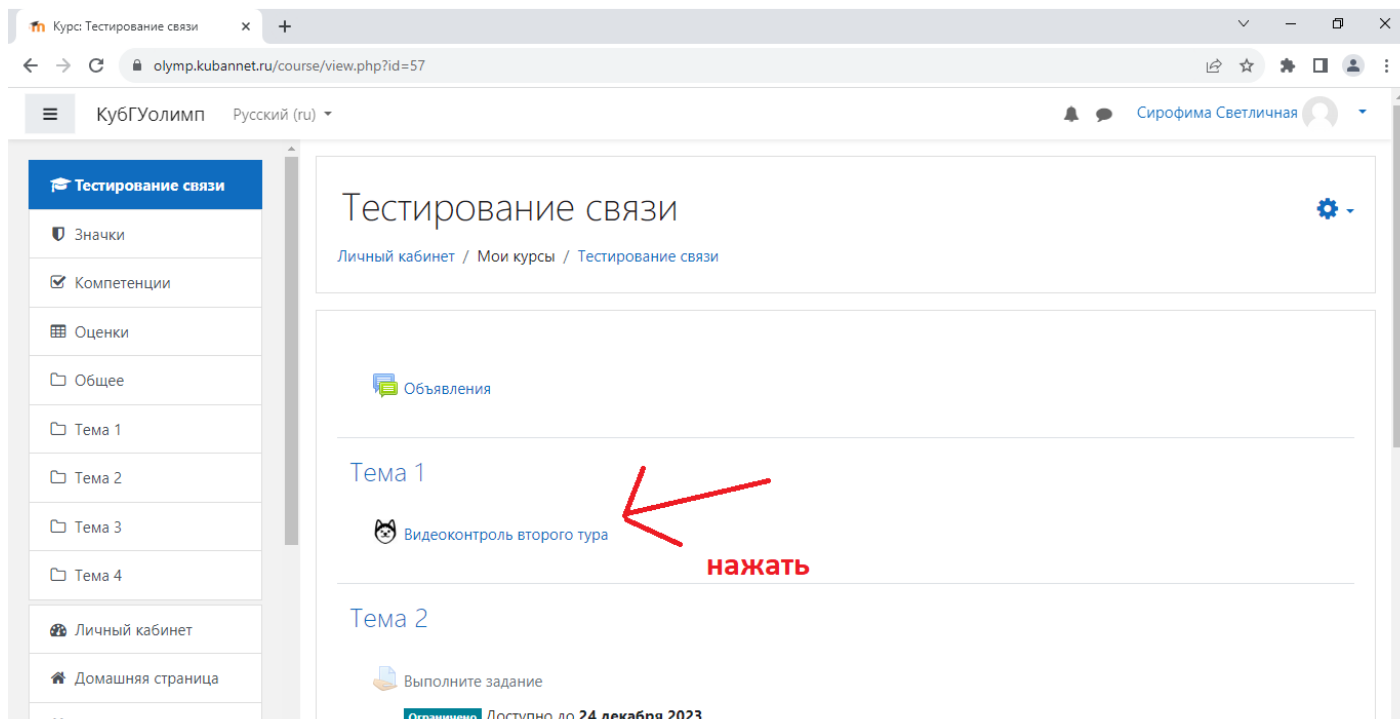 Курс: Тестирование связи
olymp.kubannet.ru/course/view.php?id=57
КубГУолимп Русский (ru) Сирофима Светличная
Тестирование связи
Значки
Компетенции
Оценки
Общее
Тема 1
Тема 2
Тема 3
Тема 4
Личный кабинет
Домашняя страница
Тестирование связи
Личный кабинет / Мои курсы / Тестирование связи
Объявления
Тема 1
Видеоконтроль второго тура
нажать
Тема 2
Выполните задание
Ограничено Доступно до 24 декабря 2023